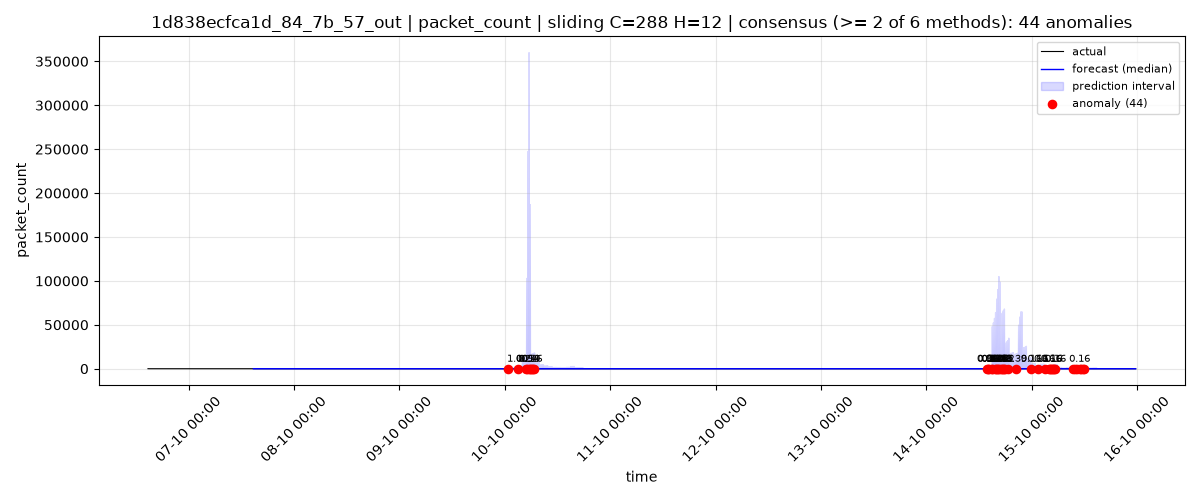 1d838ecfca1d_84_7b_57_out | packet_count | sliding C=288 H=12 | consensus (>= 2 of 6 methods): 44 anomalies
packet_count
350000
300000
250000
200000
150000
100000
50000
0
actual
forecast (median)
prediction interval
anomaly (44)
0.16
07-10 00:00
08-10 00:00
09-10 00:00
10-10 00:00
11-10 00:00
12-10 00:00
13-10 00:00
14-10 00:00
15-10 00:00
16-10 00:00
time